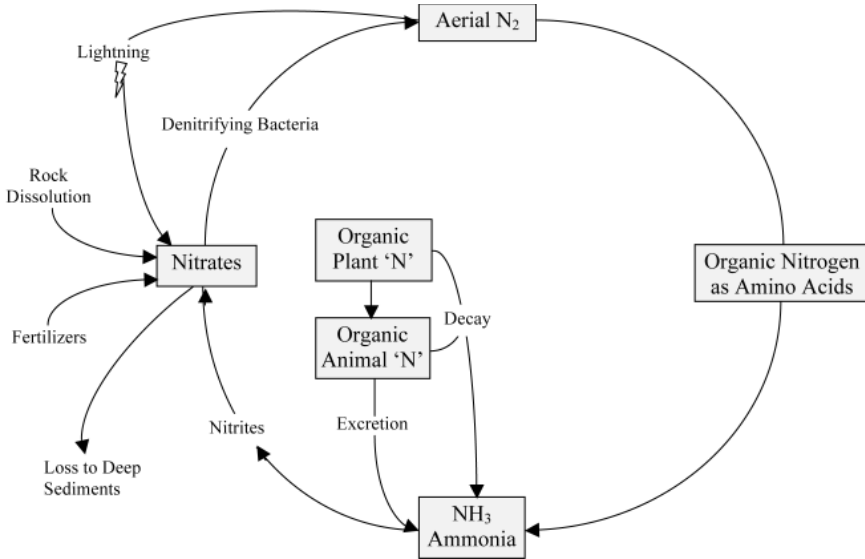 Aerial N₂
Lightning
Denitrifying Bacteria
Rock
Dissolution
Nitrates
Organic
Plant ‘N’
Organic Nitrogen
as Amino Acids
Fertilizers
Decay
Organic
Animal ‘N’
Nitrites
Excretion
Loss to Deep
Sediments
NH₃
Ammonia